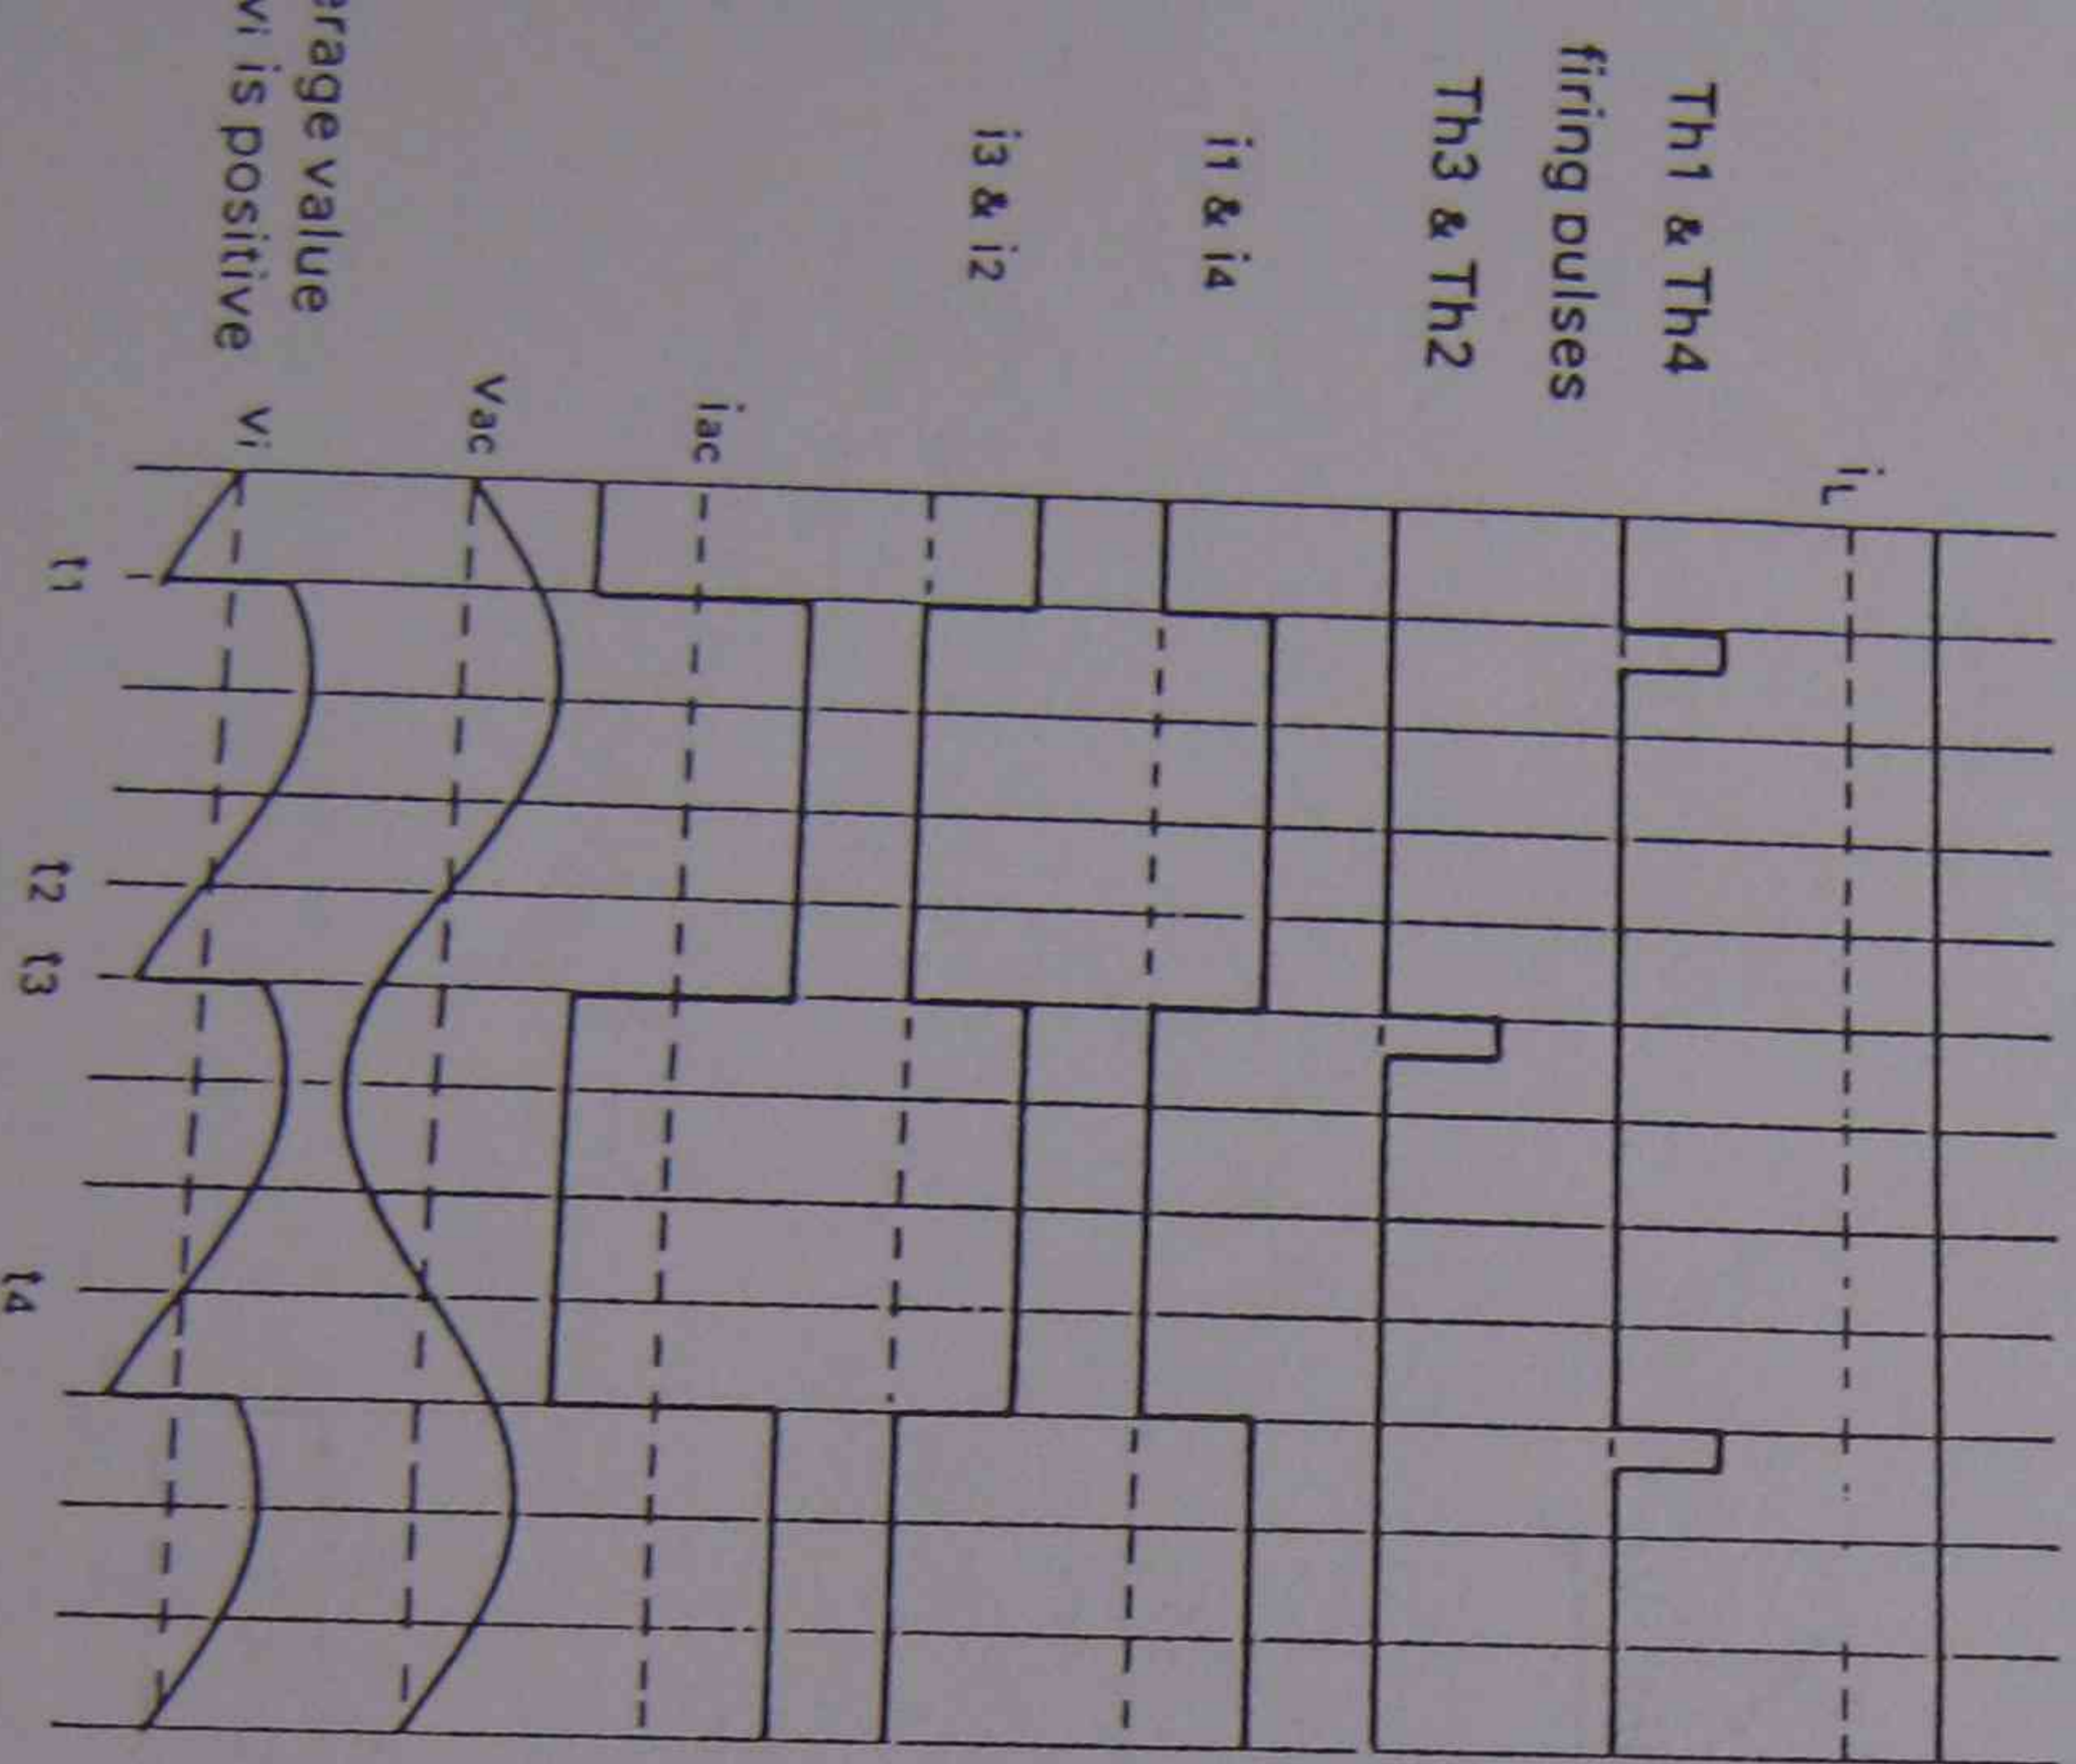 iL
Th1 & Th4
firing pulses
Th3 & Th2
i1 & i4
i3 & i2
iac
vac
erage value
vi is positive vi
t1 t2 t3 t4